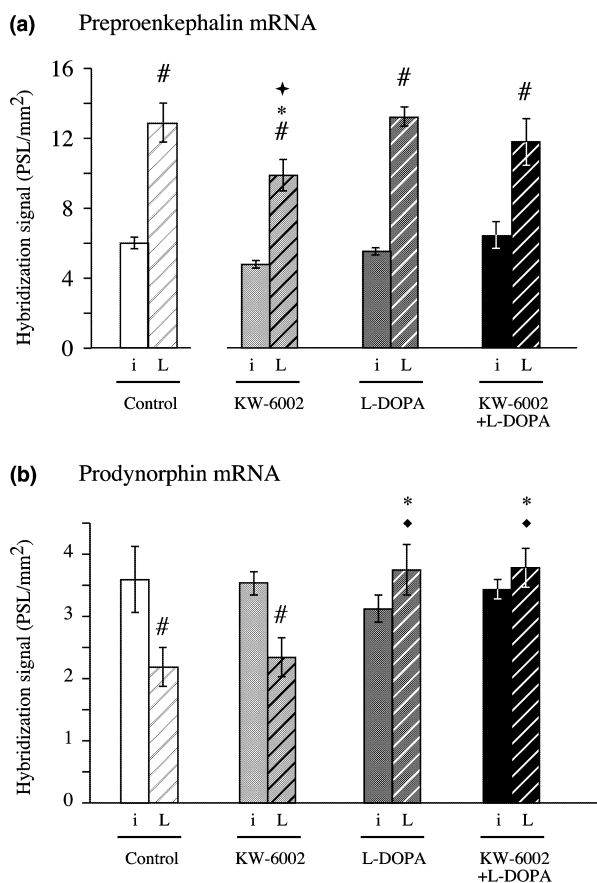 (a) Preproenkephalin mRNA
Hybridization signal (PSL/mm²)
16
12
8
4
0
#
*
#
#
#
i L i L i L i L
Control KW-6002 L-DOPA KW-6002
+L-DOPA
(b) Prodynorphin mRNA
Hybridization signal (PSL/mm²)
4
3
2
1
0
#
#
*
*
i L i L i L i L
Control KW-6002 L-DOPA KW-6002
+L-DOPA